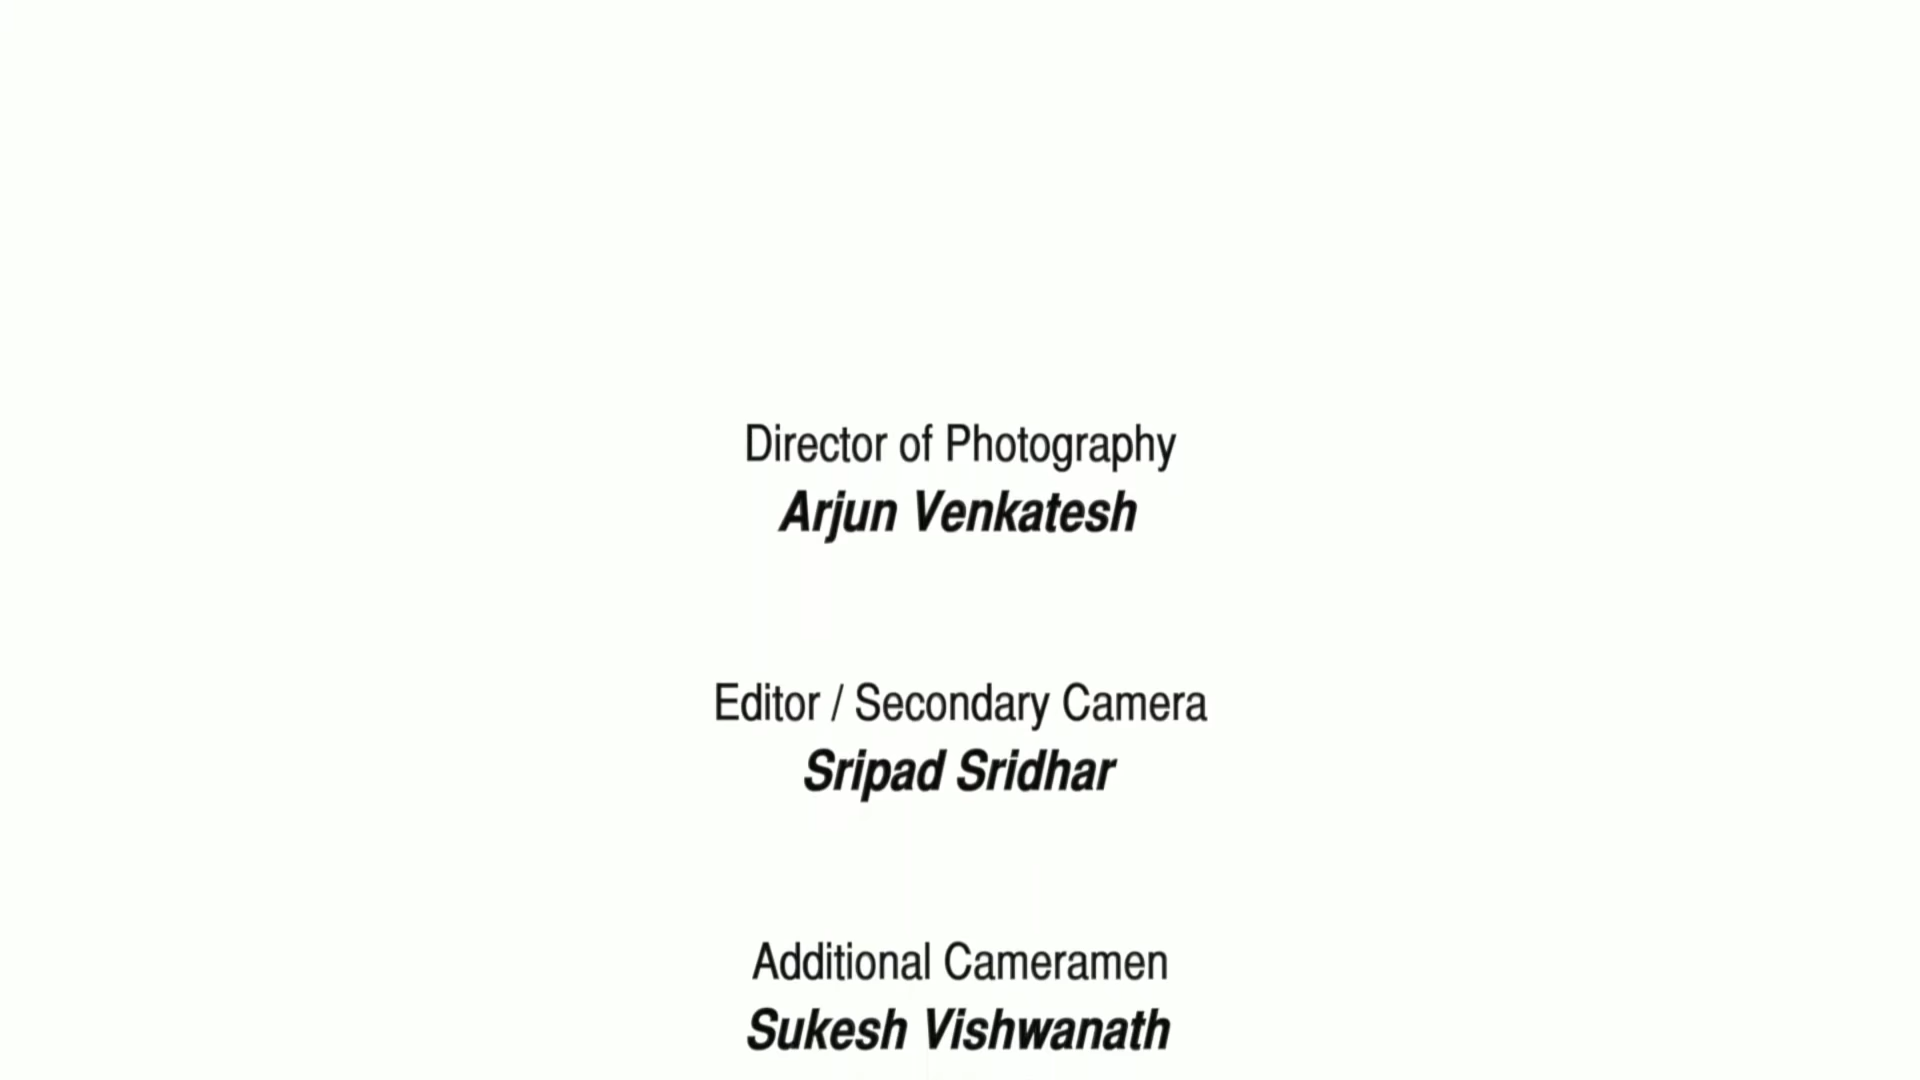 Director of Photography
Arjun Venkatesh
Editor / Secondary Camera
Sripad Sridhar
Additional Cameramen
Sukesh Vishwanath